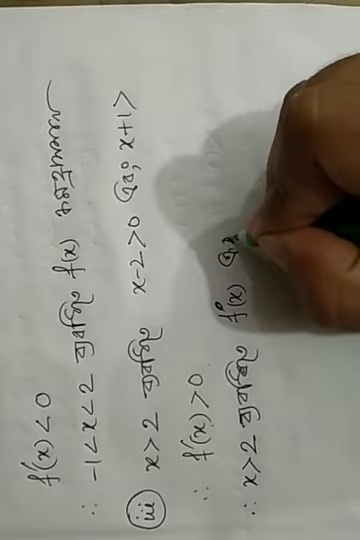 f′(x) < 0
∴ -1 < x < 2 ব্যবধিতে f(x) ক্রমহ্রাসমান
(iii) x > 2 ব্যবধিতে x - 2 > 0 এবং x + 1 >
∴ f′(x) > 0
∴ x > 2 ব্যবধিতে f(x)